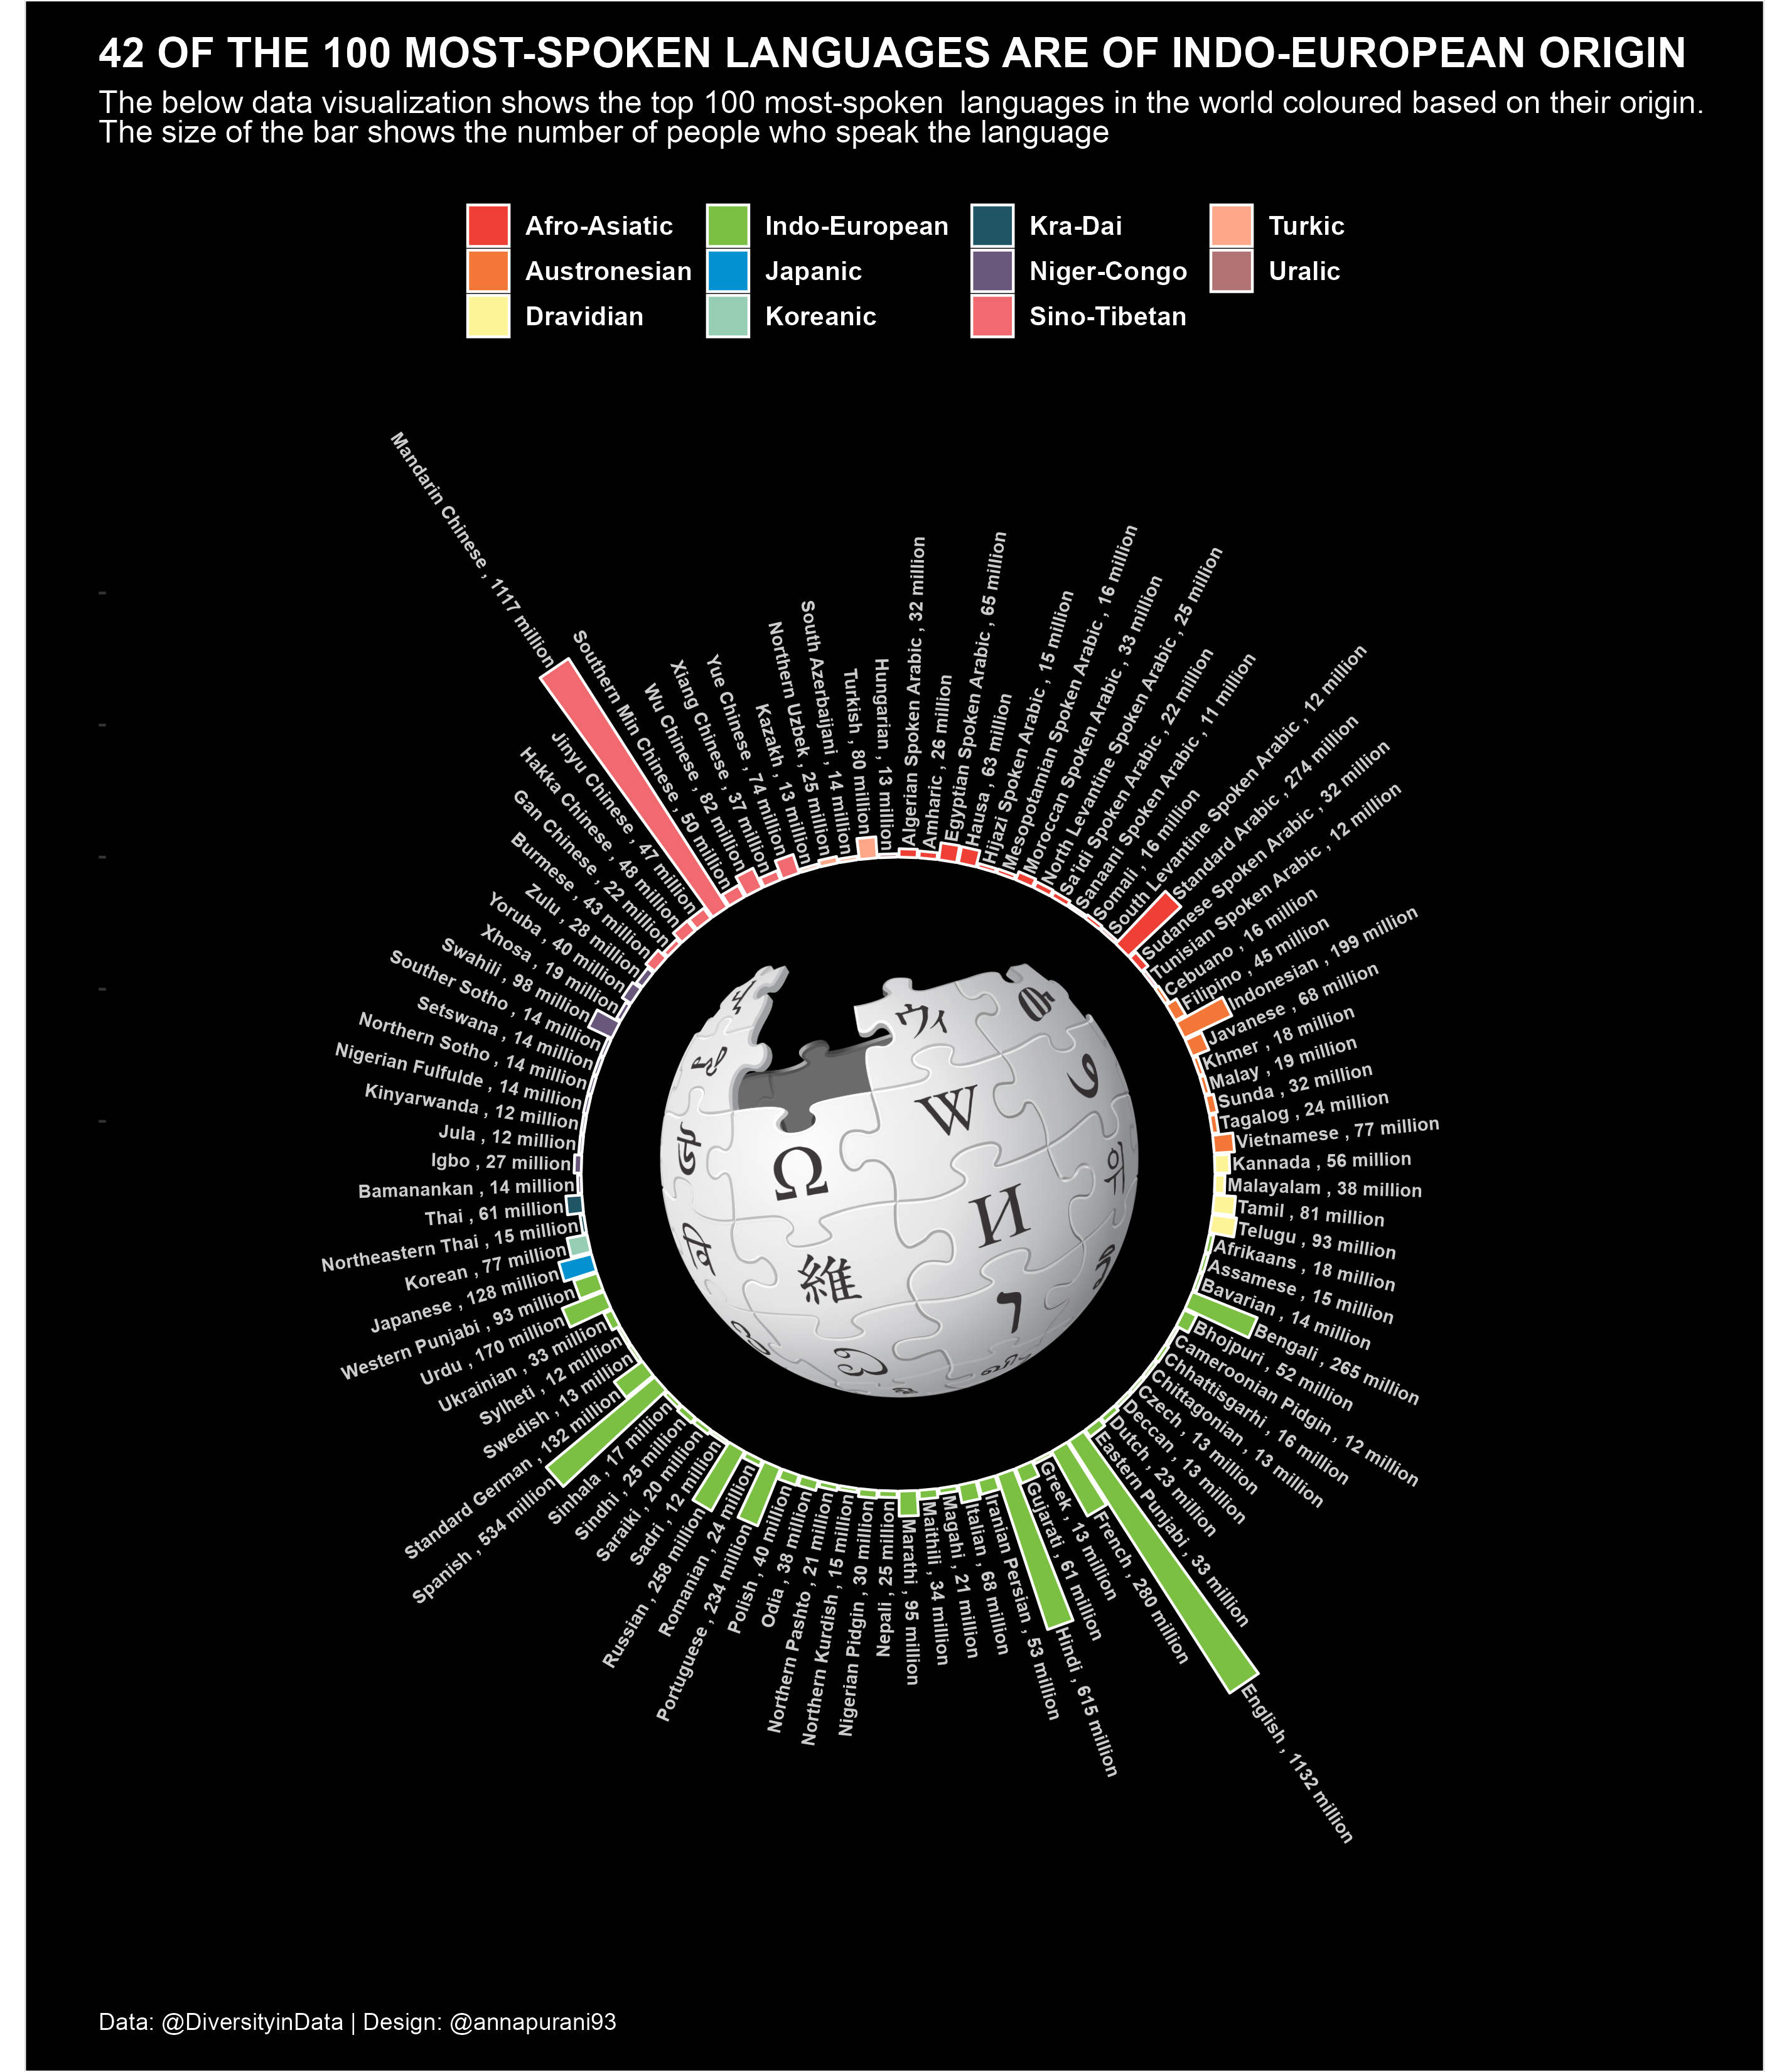 42 OF THE 100 MOST-SPOKEN LANGUAGES ARE OF INDO-EUROPEAN ORIGIN
The below data visualization shows the top 100 most-spoken  languages in the world coloured based on their origin.
The size of the bar shows the number of people who speak the language
Afro-Asiatic
Austronesian
Dravidian
Indo-European
Japanic
Koreanic
Kra-Dai
Niger-Congo
Sino-Tibetan
Turkic
Uralic
Algerian Spoken Arabic , 32 million
Amharic , 26 million
Egyptian Spoken Arabic , 65 million
Hausa , 63 million
Hijazi Spoken Arabic , 15 million
Mesopotamian Spoken Arabic , 16 million
Moroccan Spoken Arabic , 33 million
North Levantine Spoken Arabic , 25 million
Sa'idi Spoken Arabic , 22 million
Sanaani Spoken Arabic , 11 million
Somali , 16 million
South Levantine Spoken Arabic , 12 million
Standard Arabic , 274 million
Sudanese Spoken Arabic , 32 million
Tunisian Spoken Arabic , 12 million
Cebuano , 16 million
Filipino , 45 million
Indonesian , 199 million
Javanese , 68 million
Khmer , 18 million
Malay , 19 million
Sunda , 32 million
Tagalog , 24 million
Vietnamese , 77 million
Kannada , 56 million
Malayalam , 38 million
Tamil , 81 million
Telugu , 93 million
Afrikaans , 18 million
Assamese , 15 million
Bavarian , 14 million
Bengali , 265 million
Bhojpuri , 52 million
Cameroonian Pidgin , 12 million
Chhattisgarhi , 16 million
Chittagonian , 13 million
Czech , 13 million
Deccan , 13 million
Dutch , 23 million
Eastern Punjabi , 33 million
English , 1132 million
French , 280 million
Greek , 13 million
Gujarati , 61 million
Hindi , 615 million
Iranian Persian , 53 million
Italian , 68 million
Magahi , 21 million
Maithili , 34 million
Marathi , 95 million
Nepali , 25 million
Nigerian Pidgin , 30 million
Northern Kurdish , 15 million
Northern Pashto , 21 million
Odia , 38 million
Polish , 40 million
Portuguese , 234 million
Romanian , 24 million
Russian , 258 million
Sadri , 12 million
Saraiki , 20 million
Sindhi , 25 million
Sinhala , 17 million
Spanish , 534 million
Standard German , 132 million
Swedish , 13 million
Sylheti , 12 million
Ukrainian , 33 million
Urdu , 170 million
Western Punjabi , 93 million
Japanese , 128 million
Korean , 77 million
Northeastern Thai , 15 million
Thai , 61 million
Bamanankan , 14 million
Igbo , 27 million
Jula , 12 million
Kinyarwanda , 12 million
Nigerian Fulfulde , 14 million
Northern Sotho , 14 million
Setswana , 14 million
Souther Sotho , 14 million
Swahili , 98 million
Xhosa , 19 million
Yoruba , 40 million
Zulu , 28 million
Burmese , 43 million
Gan Chinese , 22 million
Hakka Chinese , 48 million
Jinyu Chinese , 47 million
Mandarin Chinese , 1117 million
Southern Min Chinese , 50 million
Wu Chinese , 82 million
Xiang Chinese , 37 million
Yue Chinese , 74 million
Kazakh , 13 million
Northern Uzbek , 25 million
South Azerbaijani , 14 million
Turkish , 80 million
Hungarian , 13 million
ウィ
W
Ω
И
維
Data: @DiversityinData | Design: @annapurani93